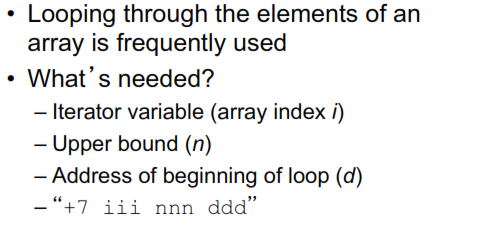 • Looping through the elements of an
array is frequently used
• What’s needed?
– Iterator variable (array index i)
– Upper bound (n)
– Address of beginning of loop (d)
– “+7 iii nnn ddd”